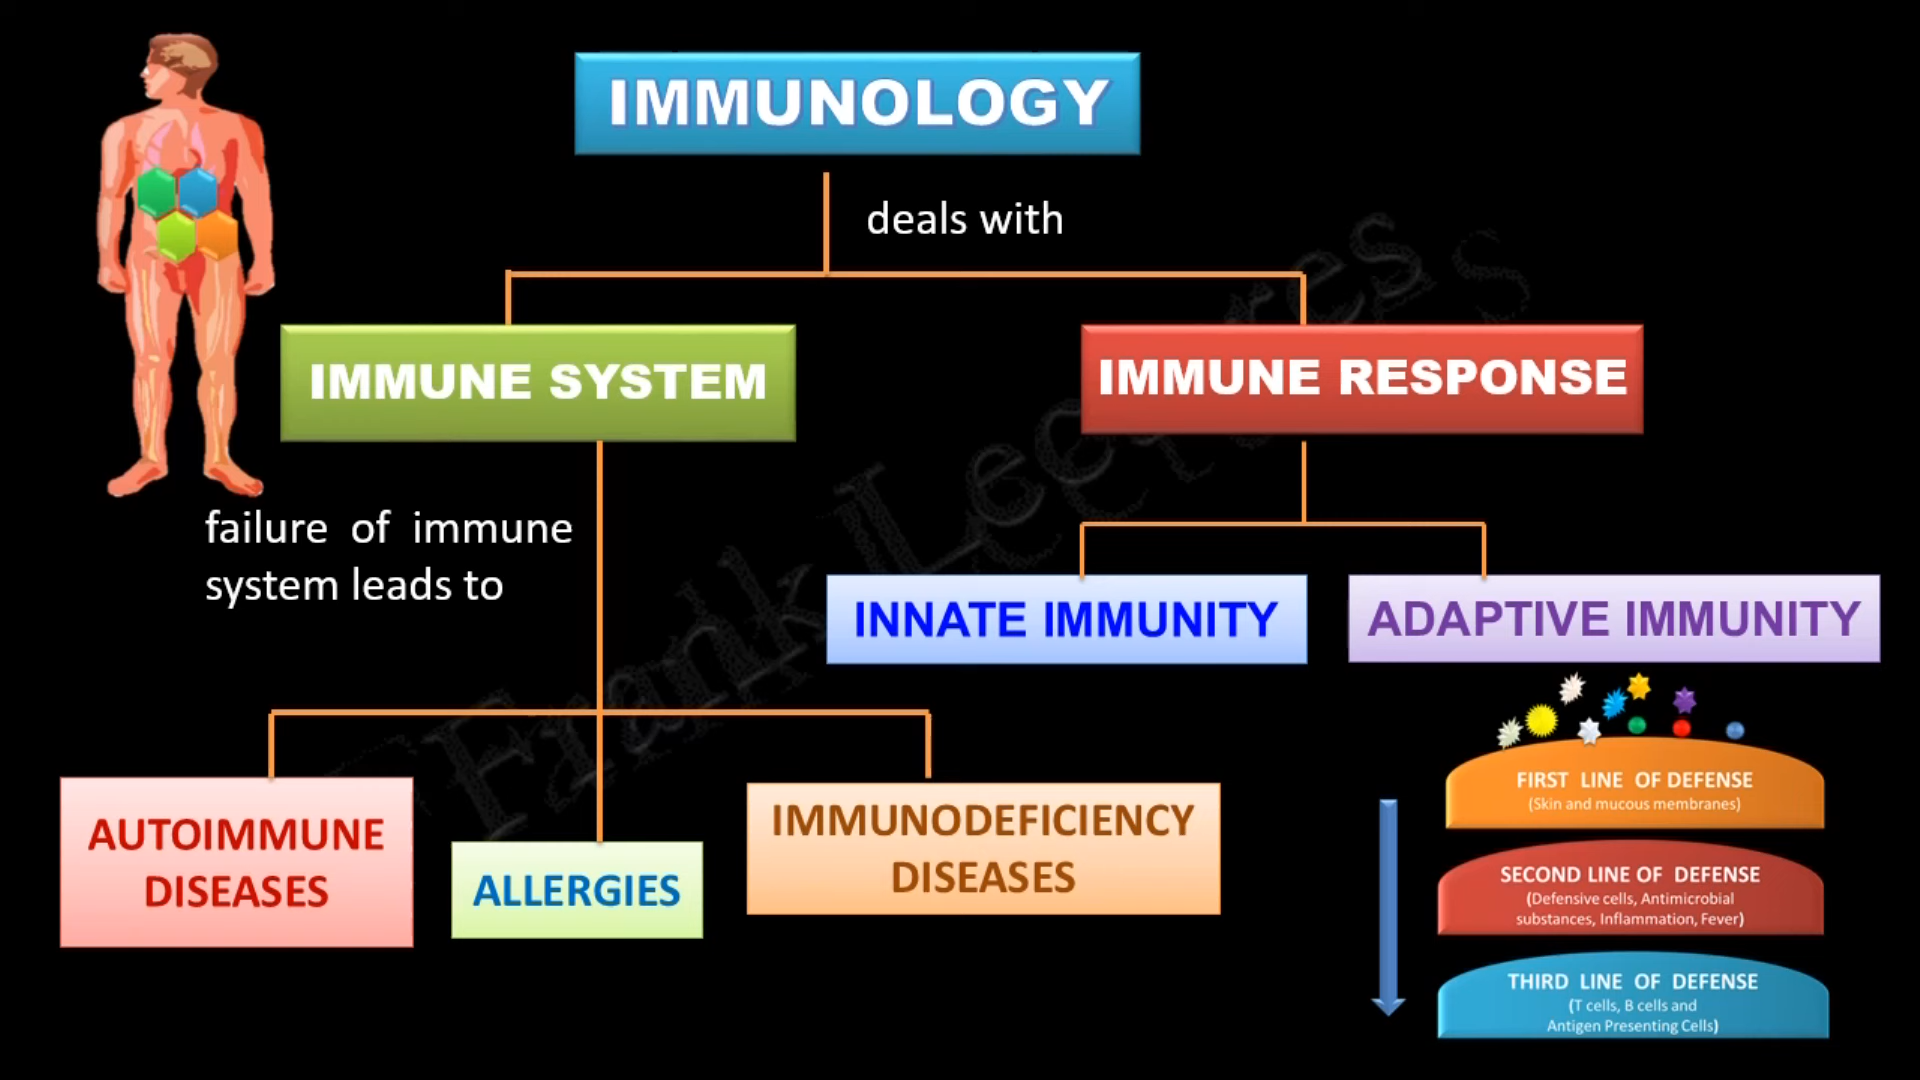 IMMUNOLOGY
deals with
IMMUNE SYSTEM
IMMUNE RESPONSE
failure of immune
system leads to
INNATE IMMUNITY
ADAPTIVE IMMUNITY
AUTOIMMUNE
DISEASES
ALLERGIES
IMMUNODEFICIENCY
DISEASES
FIRST LINE OF DEFENSE
(Skin and mucous membranes)
SECOND LINE OF DEFENSE
(Defensive cells, Antimicrobial
substances, Inflammation, Fever)
THIRD LINE OF DEFENSE
(T cells, B cells and
Antigen Presenting Cells)
Frank Lectures